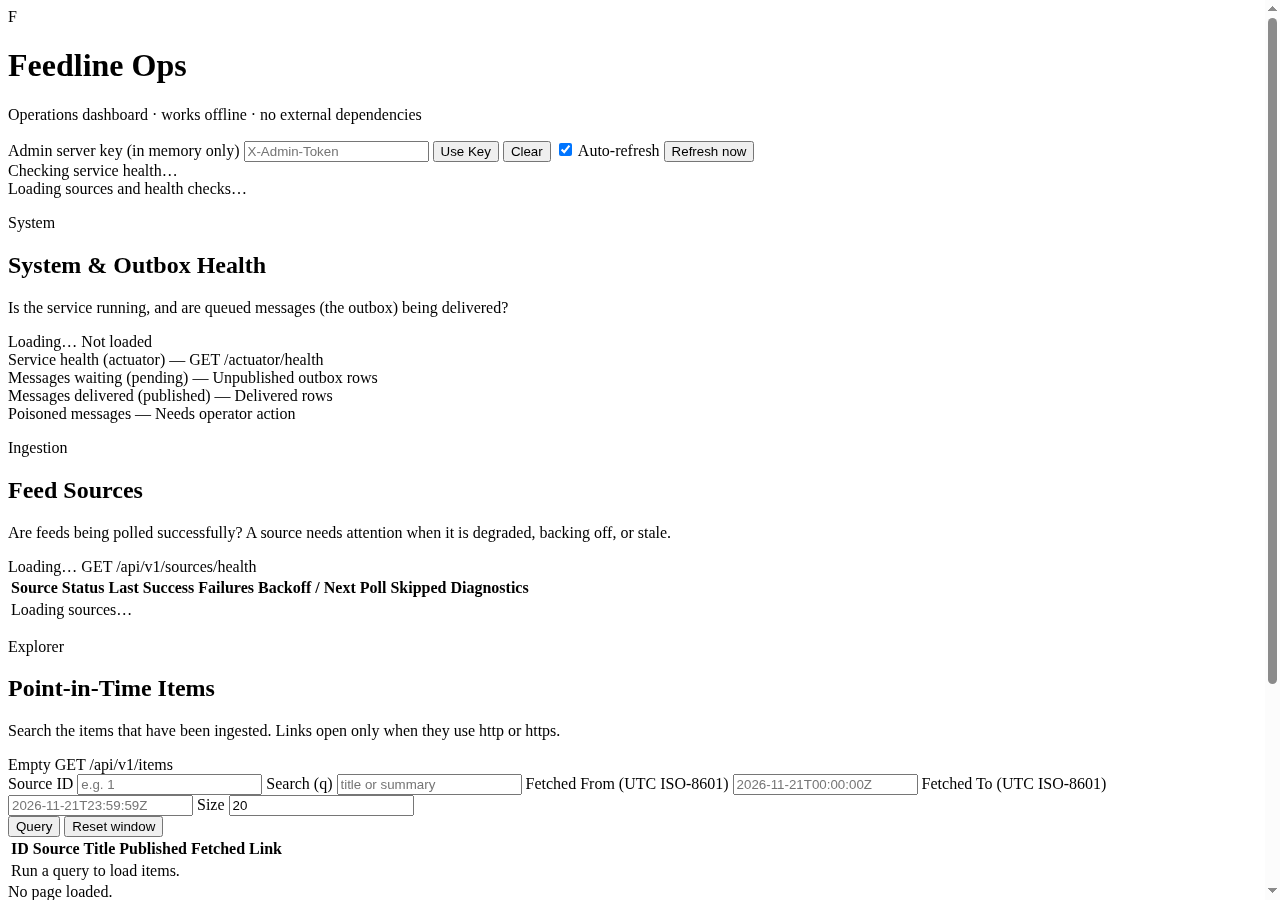 F
Feedline Ops
Operations dashboard · works offline · no external dependencies
Admin server key (in memory only) X-Admin-Token Use Key Clear Auto-refresh Refresh now
Checking service health…
Loading sources and health checks…
System
System & Outbox Health
Is the service running, and are queued messages (the outbox) being delivered?
Loading… Not loaded
Service health (actuator) — GET /actuator/health
Messages waiting (pending) — Unpublished outbox rows
Messages delivered (published) — Delivered rows
Poisoned messages — Needs operator action
Ingestion
Feed Sources
Are feeds being polled successfully? A source needs attention when it is degraded, backing off, or stale.
Loading… GET /api/v1/sources/health
Source Status Last Success Failures Backoff / Next Poll Skipped Diagnostics
Loading sources…
Explorer
Point-in-Time Items
Search the items that have been ingested. Links open only when they use http or https.
Empty GET /api/v1/items
Source ID e.g. 1 Search (q) title or summary Fetched From (UTC ISO-8601) 2026-11-21T00:00:00Z Fetched To (UTC ISO-8601)
2026-11-21T23:59:59Z Size 20
Query Reset window
ID Source Title Published Fetched Link
Run a query to load items.
No page loaded.